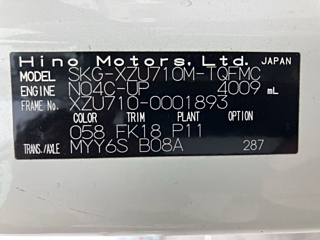 Hino Motors, Ltd. JAPAN
MODEL SKG-XZU710M-TQFMC
ENGINE N04C-UP 4009 mL
FRAME No. XZU710-0001893
COLOR TRIM PLANT OPTION
058 FK18 P11
TRANS./AXLE MYY6S B08A 287